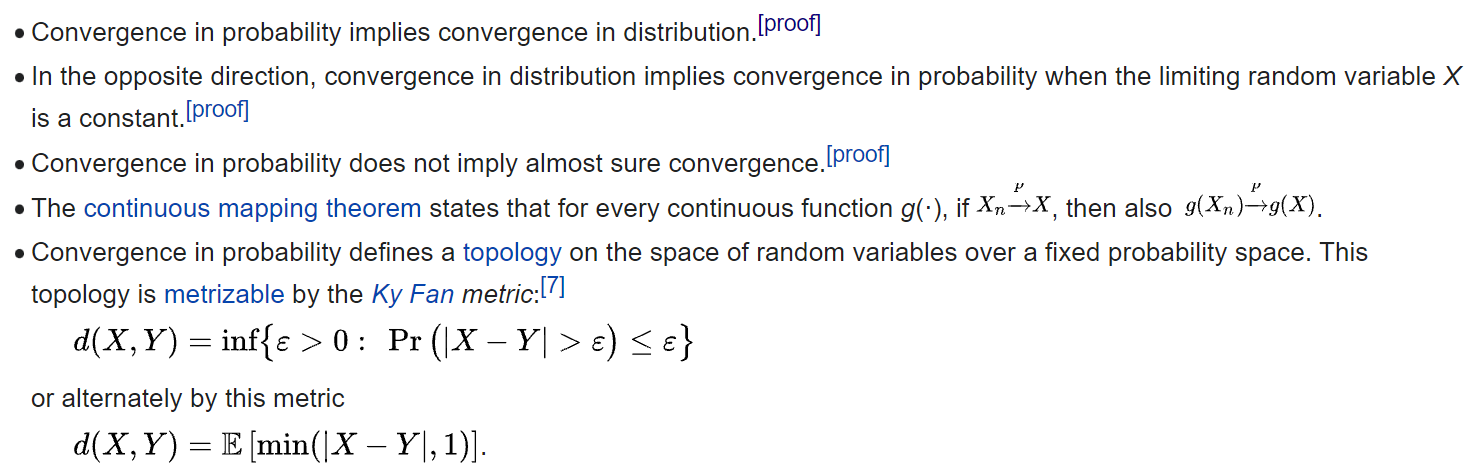 • Convergence in probability implies convergence in distribution.[proof]
• In the opposite direction, convergence in distribution implies convergence in probability when the limiting random variable X
is a constant.[proof]
• Convergence in probability does not imply almost sure convergence.[proof]
• The continuous mapping theorem states that for every continuous function g(·), if Xₙ →ᵖ X, then also g(Xₙ) →ᵖ g(X).
• Convergence in probability defines a topology on the space of random variables over a fixed probability space. This
topology is metrizable by the Ky Fan metric:[7]
d(X, Y) = inf{ε > 0 : Pr (|X − Y| > ε) ≤ ε}
or alternately by this metric
d(X, Y) = 𝔼 [min(|X − Y|, 1)].